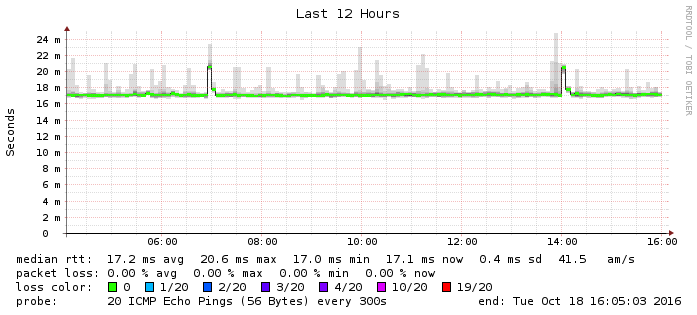 Last 12 Hours
RRDTOOL / TOBI OETIKER
Seconds
24 m
22 m
20 m
18 m
16 m
14 m
12 m
10 m
8 m
6 m
4 m
2 m
0
06:00 08:00 10:00 12:00 14:00 16:00
median rtt: 17.2 ms avg 20.6 ms max 17.0 ms min 17.1 ms now 0.4 ms sd 41.5 am/s
packet loss: 0.00 % avg 0.00 % max 0.00 % min 0.00 % now
loss color: 0 1/20 2/20 3/20 4/20 10/20 19/20
probe: 20 ICMP Echo Pings (56 Bytes) every 300s end: Tue Oct 18 16:05:03 2016